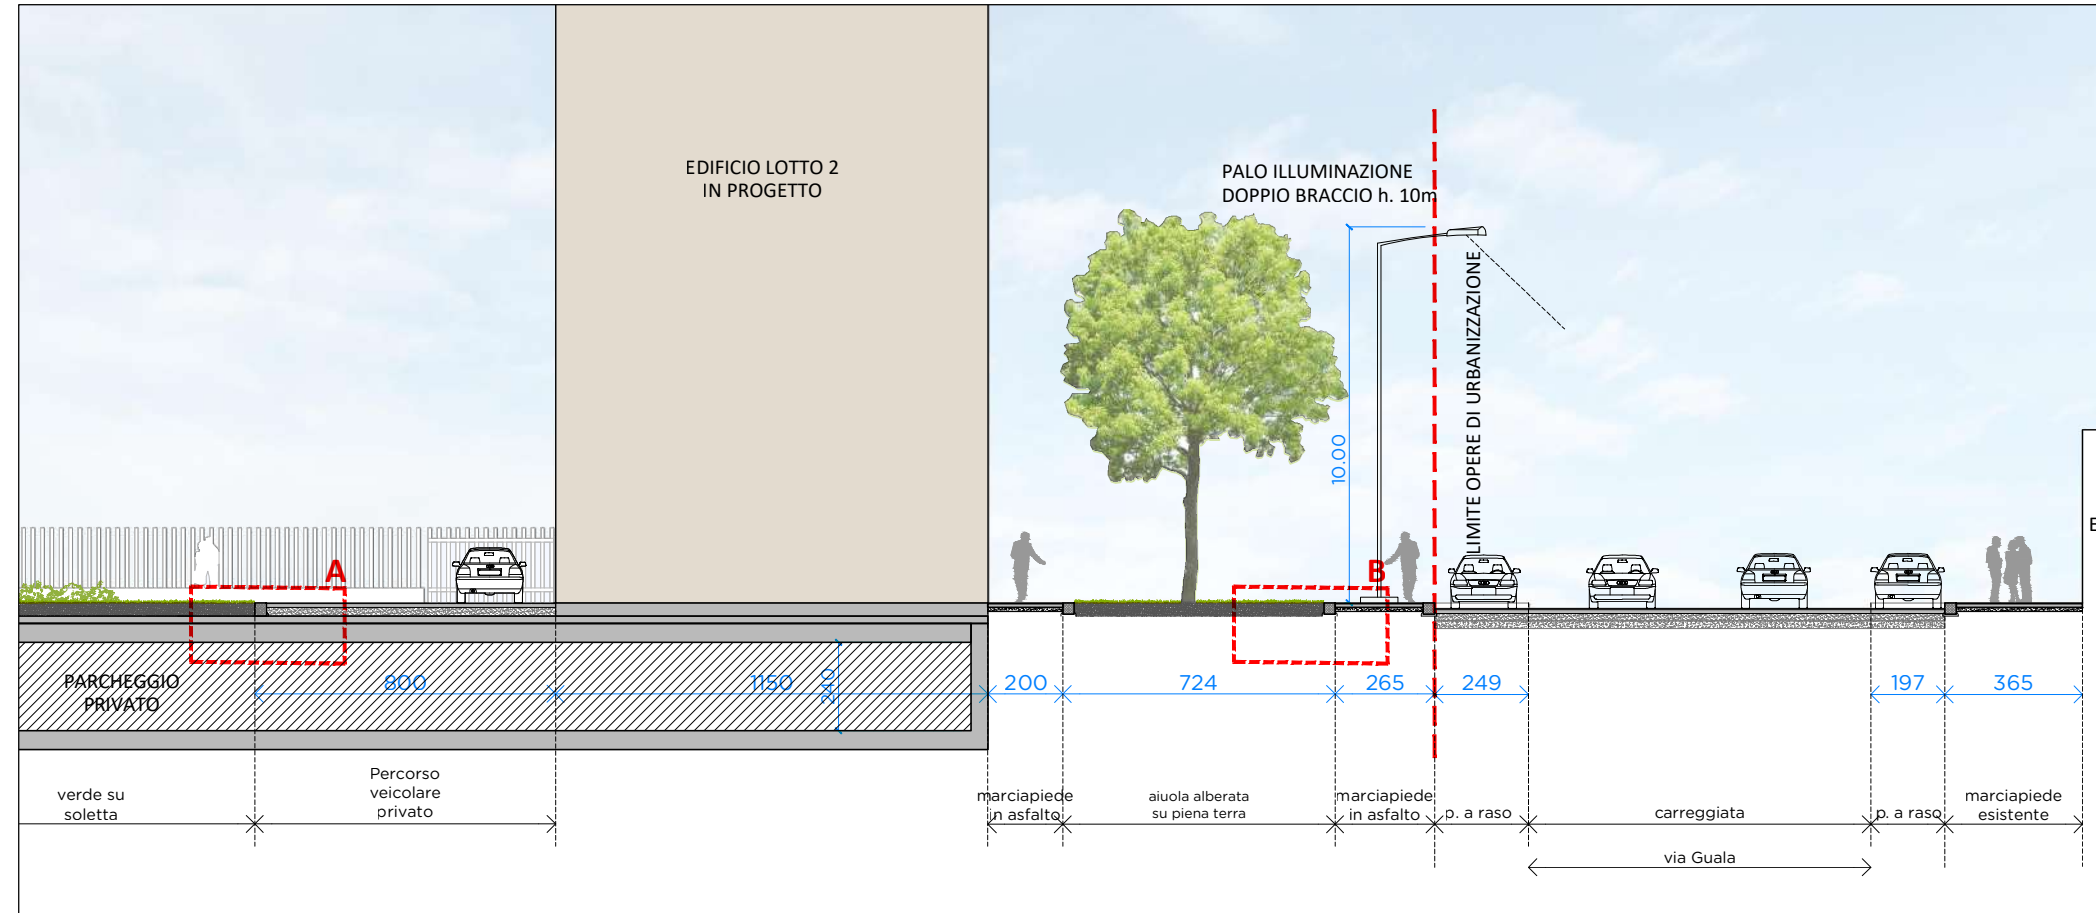 EDIFICIO LOTTO 2
IN PROGETTO
PALO ILLUMINAZIONE
DOPPIO BRACCIO h. 10m
LIMITE OPERE DI URBANIZZAZIONE
10.00
A
B
E
PARCHEGGIO
PRIVATO
800
1150
240
200
724
265
249
197
365
verde su
soletta
Percorso
veicolare
privato
marciapiede
in asfalto
aiuola alberata
su piena terra
marciapiede
in asfalto
p. a raso
carreggiata
p. a raso
marciapiede
esistente
via Guala